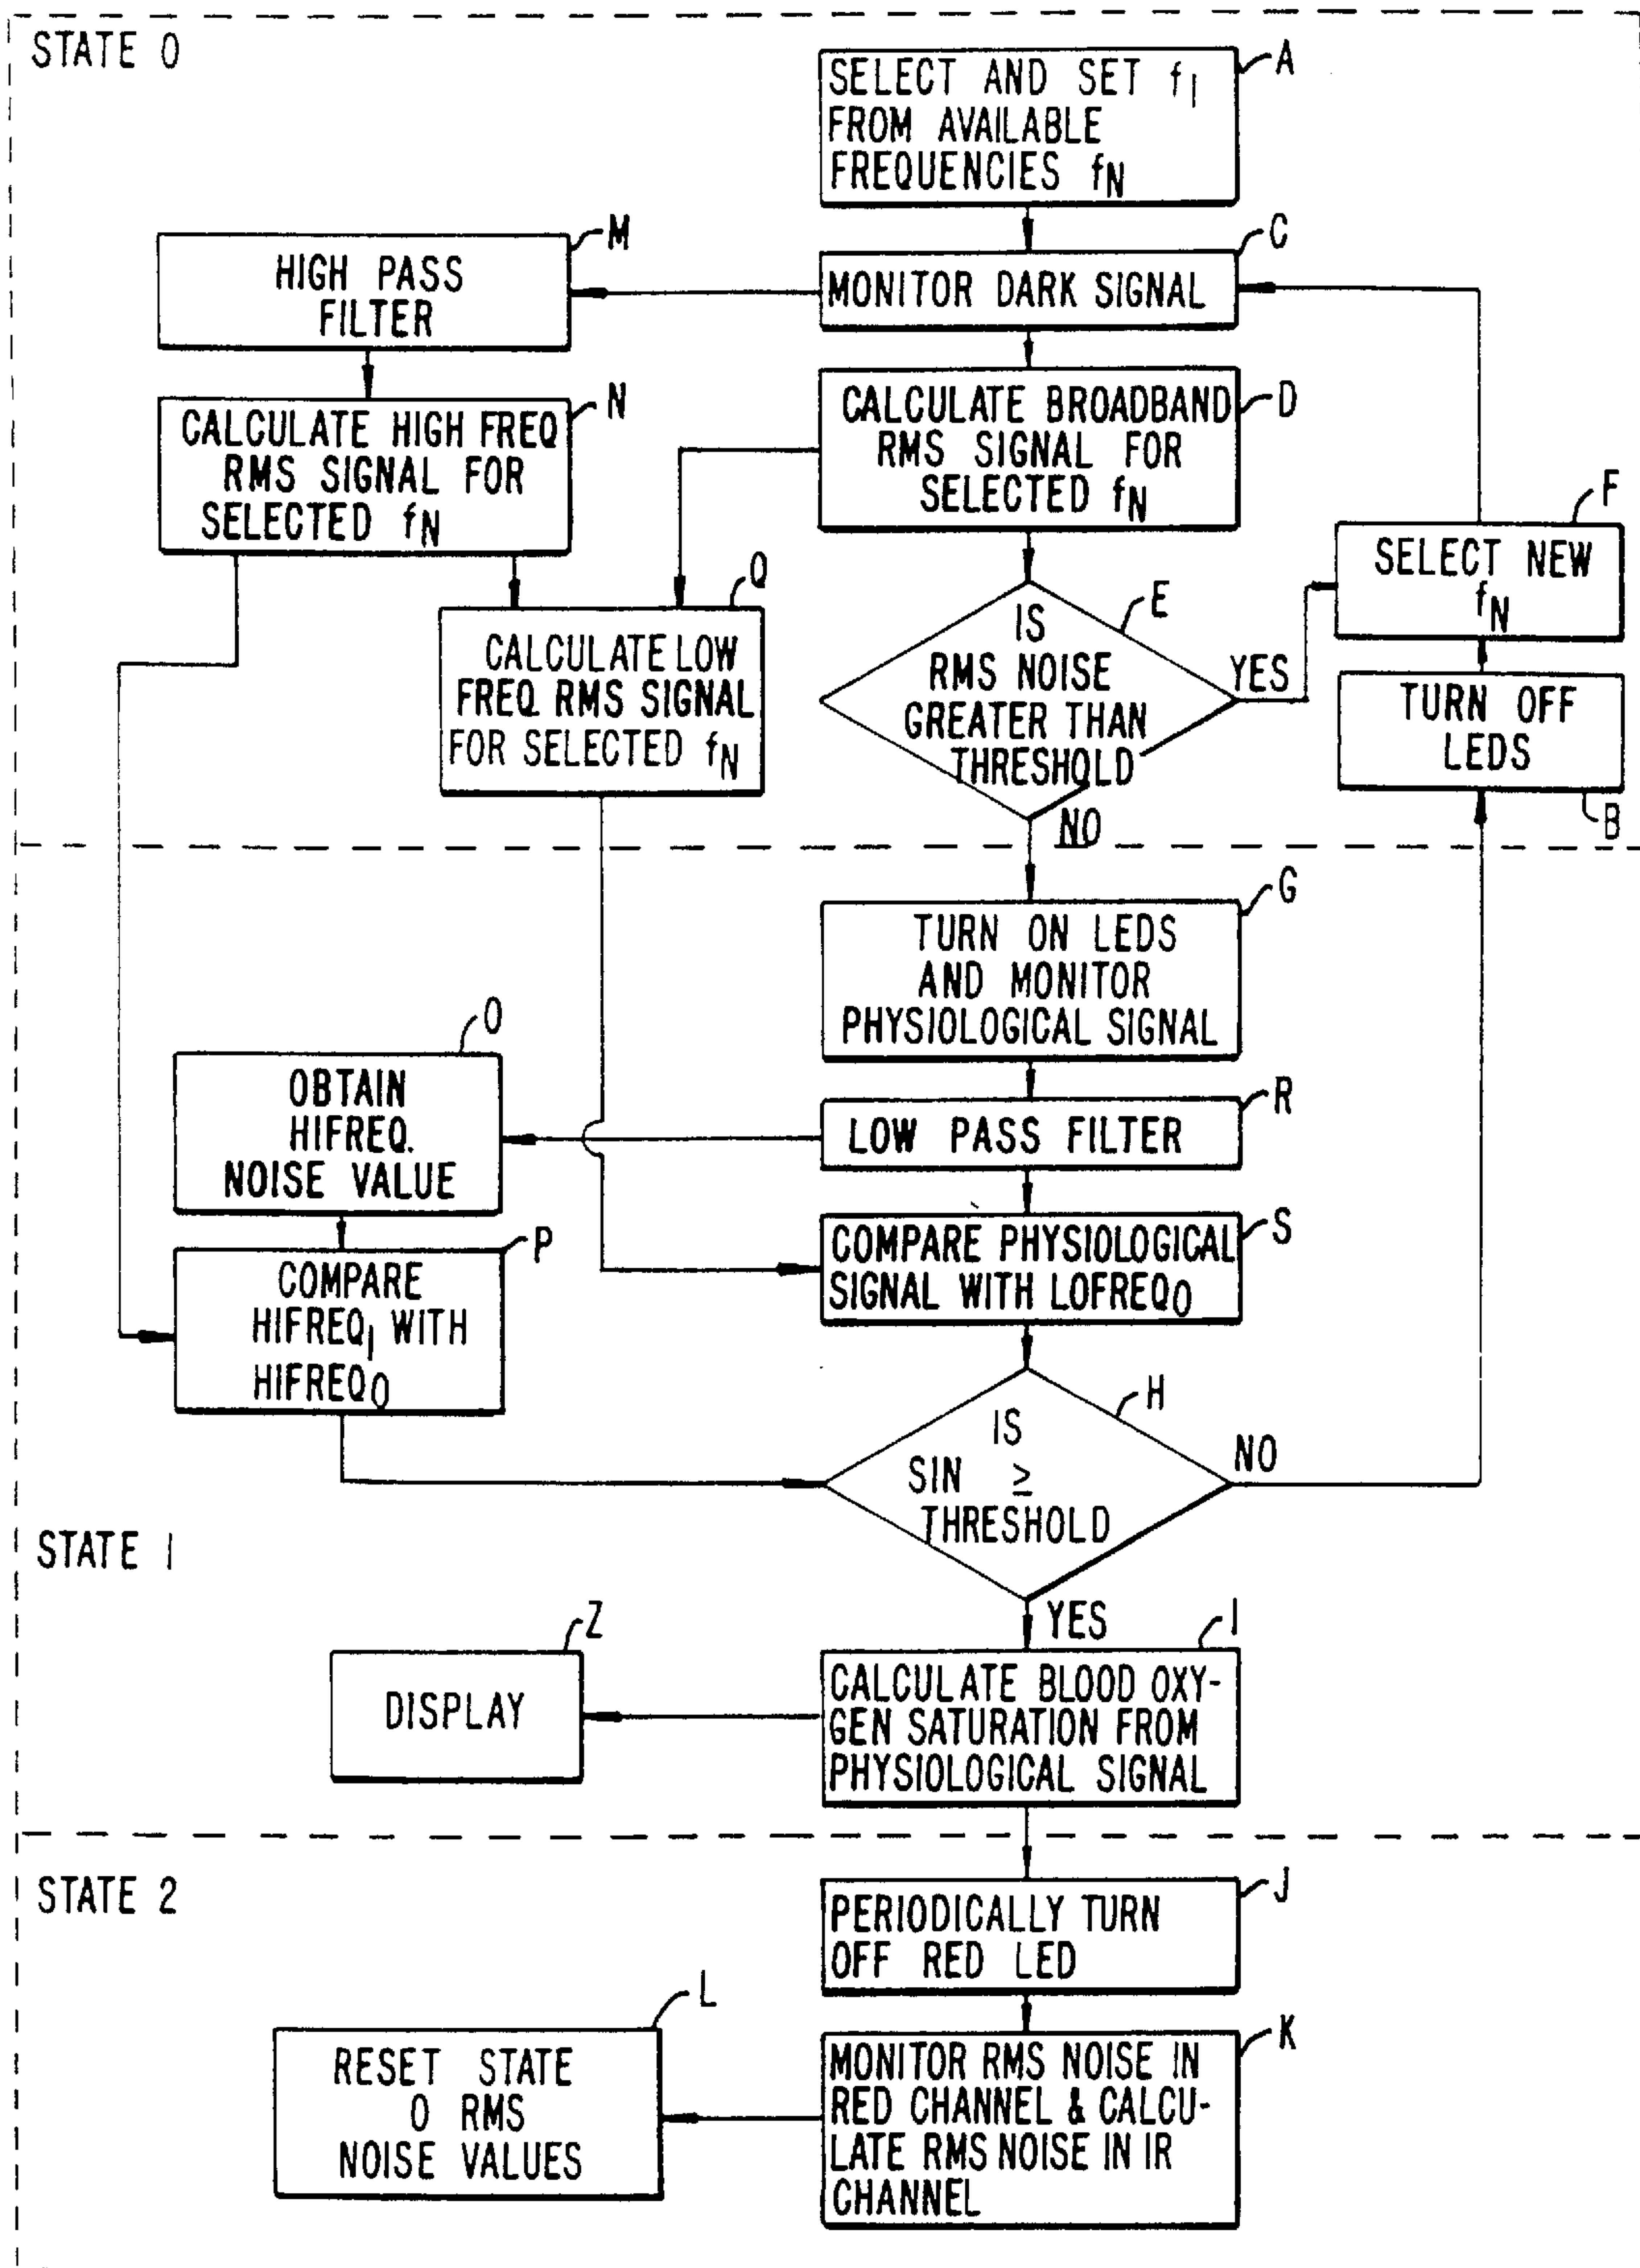 STATE 0
A
SELECT AND SET f1
FROM AVAILABLE
FREQUENCIES fN
M
HIGH PASS
FILTER
C
MONITOR DARK SIGNAL
N
CALCULATE HIGH FREQ
RMS SIGNAL FOR
SELECTED fN
D
CALCULATE BROADBAND
RMS SIGNAL FOR
SELECTED fN
F
SELECT NEW
fN
Q
CALCULATE LOW
FREQ. RMS SIGNAL
FOR SELECTED fN
E
IS
RMS NOISE
GREATER THAN
THRESHOLD
YES
NO
TURN OFF
LEDS
B
G
TURN ON LEDS
AND MONITOR
PHYSIOLOGICAL SIGNAL
O
OBTAIN
HIFREQ.
NOISE VALUE
R
LOW PASS FILTER
P
COMPARE
HIFREQ1 WITH
HIFREQ0
S
COMPARE PHYSIOLOGICAL
SIGNAL WITH LOFREQ0
H
IS
SIN ≥
THRESHOLD
NO
STATE 1
YES
Z
DISPLAY
I
CALCULATE BLOOD OXY-
GEN SATURATION FROM
PHYSIOLOGICAL SIGNAL
STATE 2
J
PERIODICALLY TURN
OFF RED LED
L
RESET STATE
0 RMS
NOISE VALUES
K
MONITOR RMS NOISE IN
RED CHANNEL & CALCU-
LATE RMS NOISE IN IR
CHANNEL